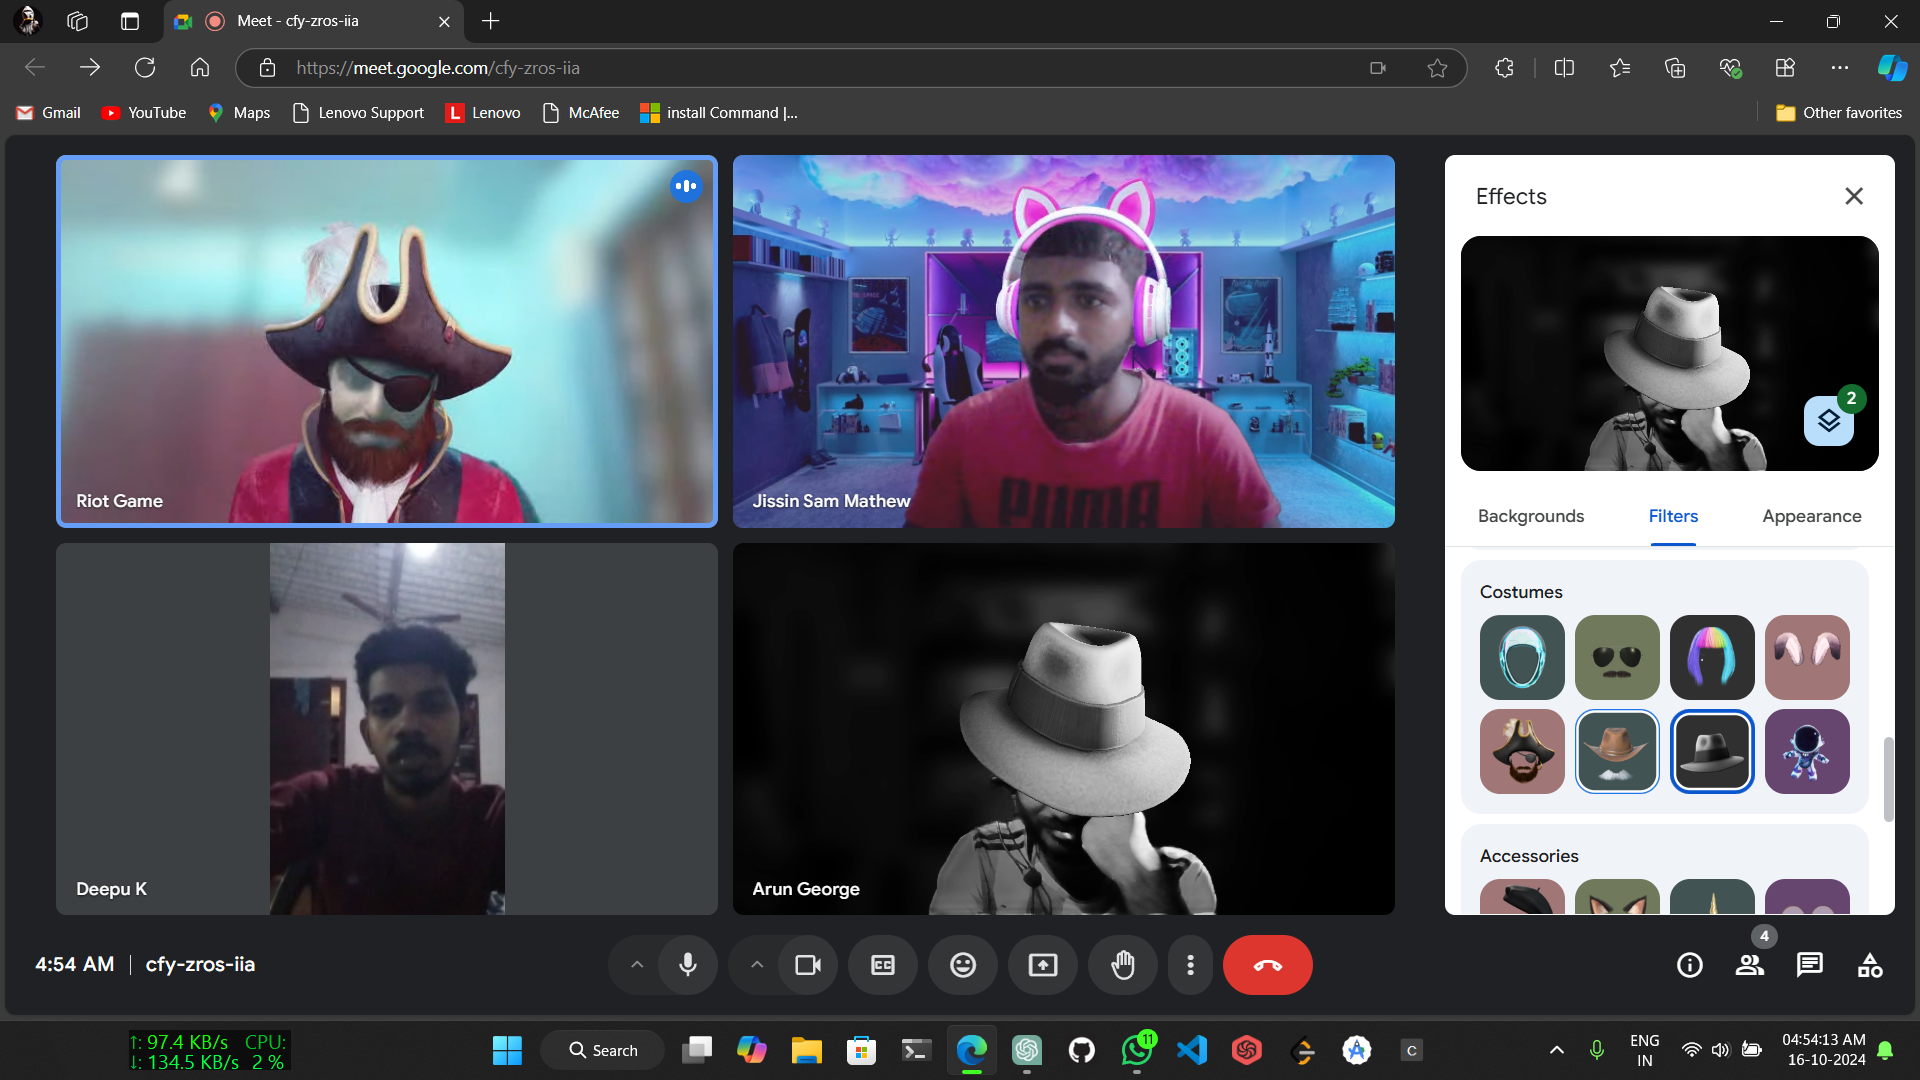 Meet - cfy-zros-iia
https://meet.google.com/cfy-zros-iia
Gmail
YouTube
Maps
Lenovo Support
L
Lenovo
McAfee
install Command |...
Other favorites
Riot Game
Jissin Sam Mathew
PUMA
Deepu K
Arun George
Effects
2
Backgrounds
Filters
Appearance
Costumes
Accessories
4:54 AM
cfy-zros-iia
CC
4
↑: 97.4 KB/s CPU:
↓: 134.5 KB/s 2 %
Search
11
C
ENG
IN
04:54:13 AM
16-10-2024